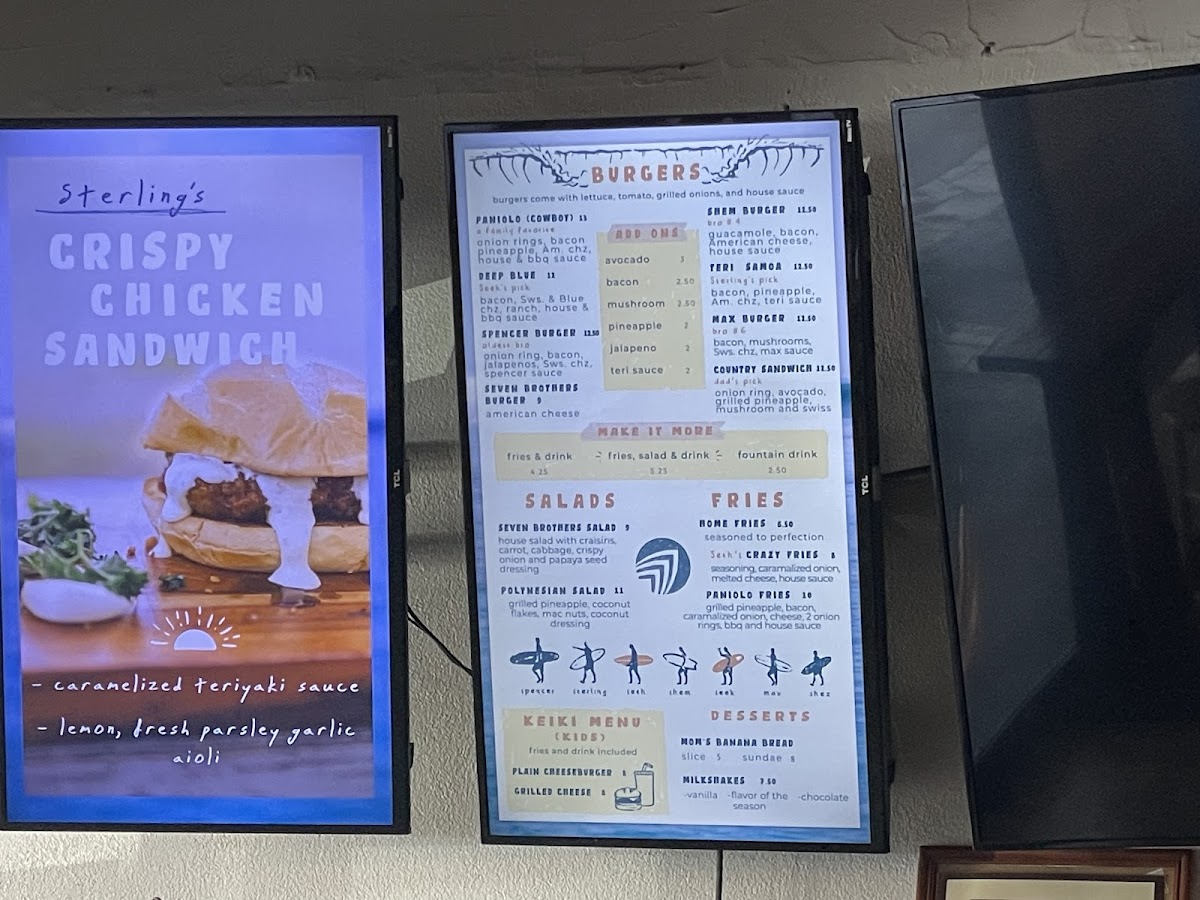 Sterling's
CRISPY
CHICKEN
SANDWICH
- caramelized teriyaki sauce
- lemon, fresh parsley garlic
aioli
TCL
BURGERS
burgers come with lettuce, tomato, grilled onions, and house sauce
PANIOLO (COWBOY) 13
a family favorite
onion rings, bacon
pineapple, Am. chz,
house & bbq sauce
DEEP BLUE 11
Seek's pick
bacon, Sws. & Blue
chz, ranch, house &
bbq sauce
SPENCER BURGER 12.50
oldest bro
onion ring, bacon,
jalapenos, Sws. chz,
spencer sauce
SEVEN BROTHERS
BURGER 9
american cheese
ADD ONS
avocado 3
bacon 2.50
mushroom 2.50
pineapple 2
jalapeno 2
teri sauce 2
SHEM BURGER 11.50
bro # 4
guacamole, bacon,
American cheese,
house sauce
TERI SAMOA 12.50
Sterling's pick
bacon, pineapple,
Am. chz, teri sauce
MAX BURGER 11.50
bro # 6
bacon, mushrooms,
Sws. chz, max sauce
COUNTRY SANDWICH 11.50
dad's pick
onion ring, avocado,
grilled pineapple,
mushroom and swiss
MAKE IT MORE
fries & drink fries, salad & drink fountain drink
4.25 5.25 2.50
SALADS
SEVEN BROTHERS SALAD 9
house salad with craisins,
carrot, cabbage, crispy
onion and papaya seed
dressing
POLYNESIAN SALAD 11
grilled pineapple, coconut
flakes, mac nuts, coconut
dressing
FRIES
HOME FRIES 6.50
seasoned to perfection
Seek's CRAZY FRIES 8
seasoning, caramalized onion,
melted cheese, house sauce
PANIOLO FRIES 10
grilled pineapple, bacon,
caramalized onion, cheese, 2 onion
rings, bbq and house sauce
spencer sterling seth shem seek max shez
KEIKI MENU
(KIDS)
fries and drink included
PLAIN CHEESEBURGER 8
GRILLED CHEESE 8
DESSERTS
MOM'S BANANA BREAD
slice 5 sundae 8
MILKSHAKES 7.50
-vanilla -flavor of the -chocolate
season
TCL